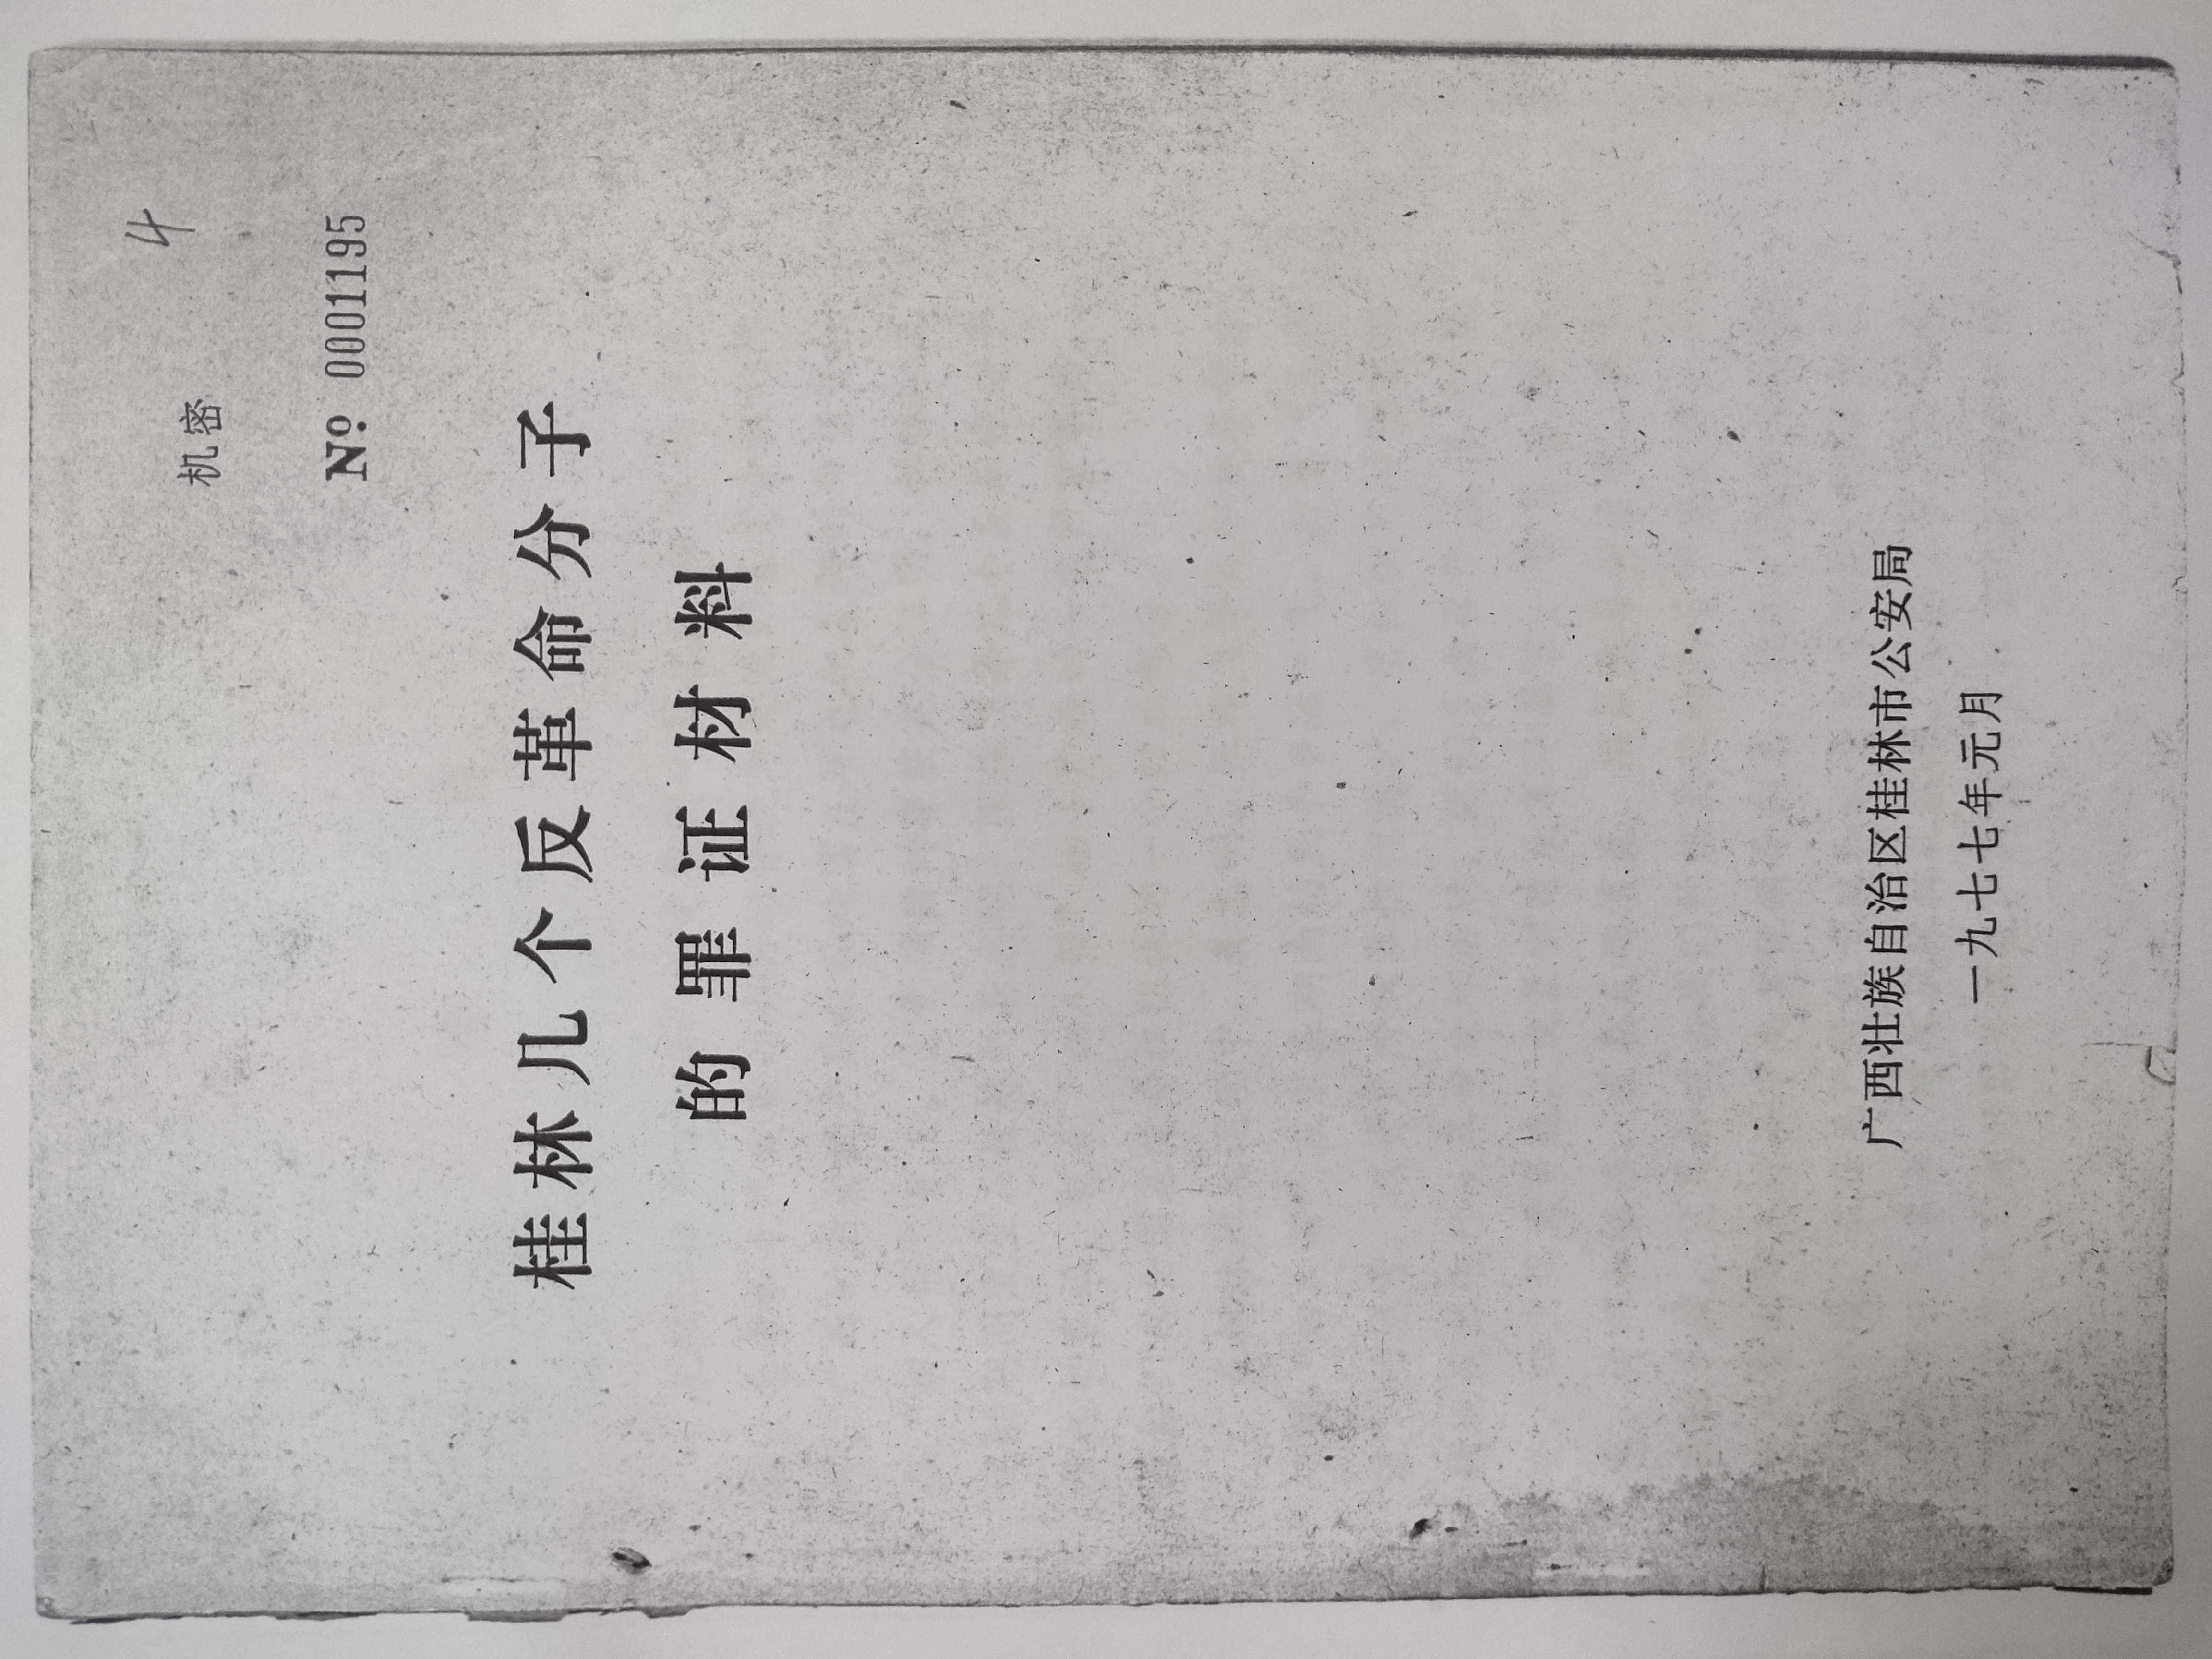 4
机密
Nº 0001195
桂林几个反革命分子
的罪证材料
广西壮族自治区桂林市公安局
一九七七年元月